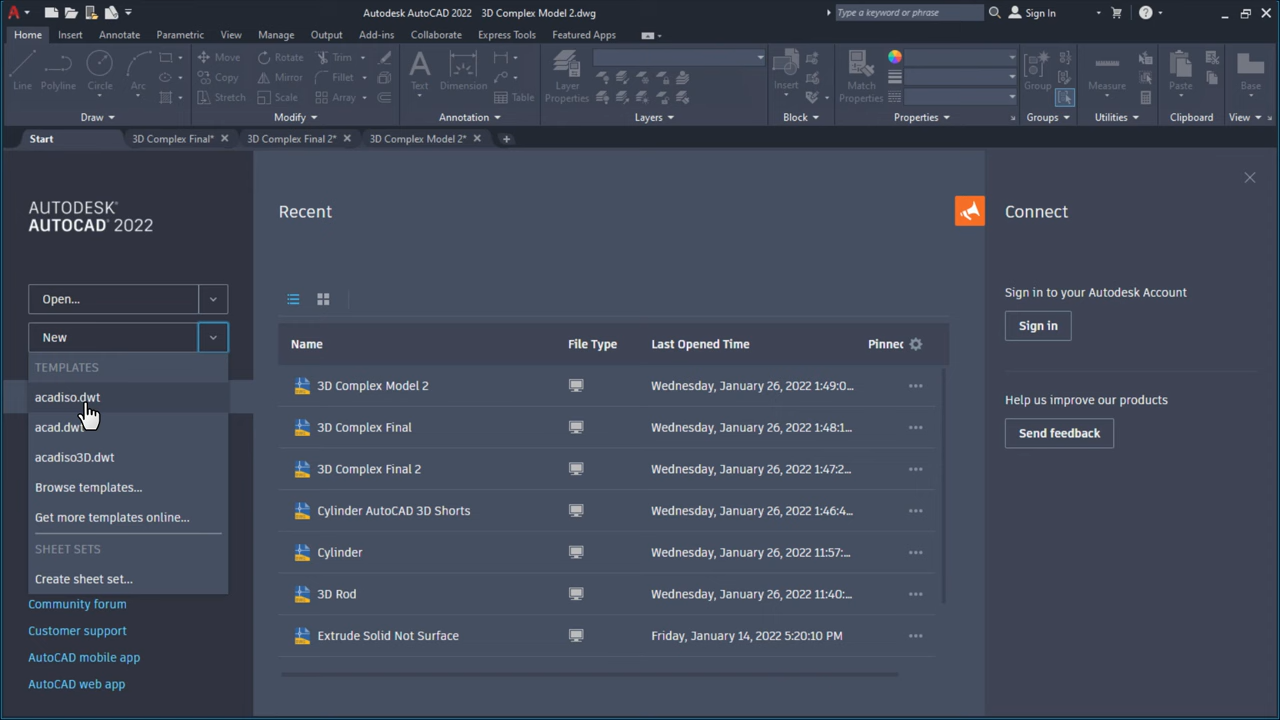 Autodesk AutoCAD 2022 3D Complex Model 2.dwg
Type a keyword or phrase
Sign In
Home Insert Annotate Parametric View Manage Output Add-ins Collaborate Express Tools Featured Apps
Line Polyline Circle Arc
Draw
Move Rotate Trim
Copy Mirror Fillet
Stretch Scale Array
Modify
Text Dimension Table
Annotation
Layer
Properties
Layers
Insert
Block
Match
Properties
Properties
Group
Groups
Measure
Utilities
Paste
Clipboard
Base
View
Start 3D Complex Final* 3D Complex Final 2* 3D Complex Model 2*
AUTODESK®
AUTOCAD® 2022
Open...
New
TEMPLATES
acadiso.dwt
acad.dwt
acadiso3D.dwt
Browse templates...
Get more templates online...
SHEET SETS
Create sheet set...
Community forum
Customer support
AutoCAD mobile app
AutoCAD web app
Recent
Name File Type Last Opened Time Pinned
3D Complex Model 2 Wednesday, January 26, 2022 1:49:0...
3D Complex Final Wednesday, January 26, 2022 1:48:1...
3D Complex Final 2 Wednesday, January 26, 2022 1:47:2...
Cylinder AutoCAD 3D Shorts Wednesday, January 26, 2022 1:46:4...
Cylinder Wednesday, January 26, 2022 11:57:...
3D Rod Wednesday, January 26, 2022 11:40:...
Extrude Solid Not Surface Friday, January 14, 2022 5:20:10 PM
Connect
Sign in to your Autodesk Account
Sign in
Help us improve our products
Send feedback